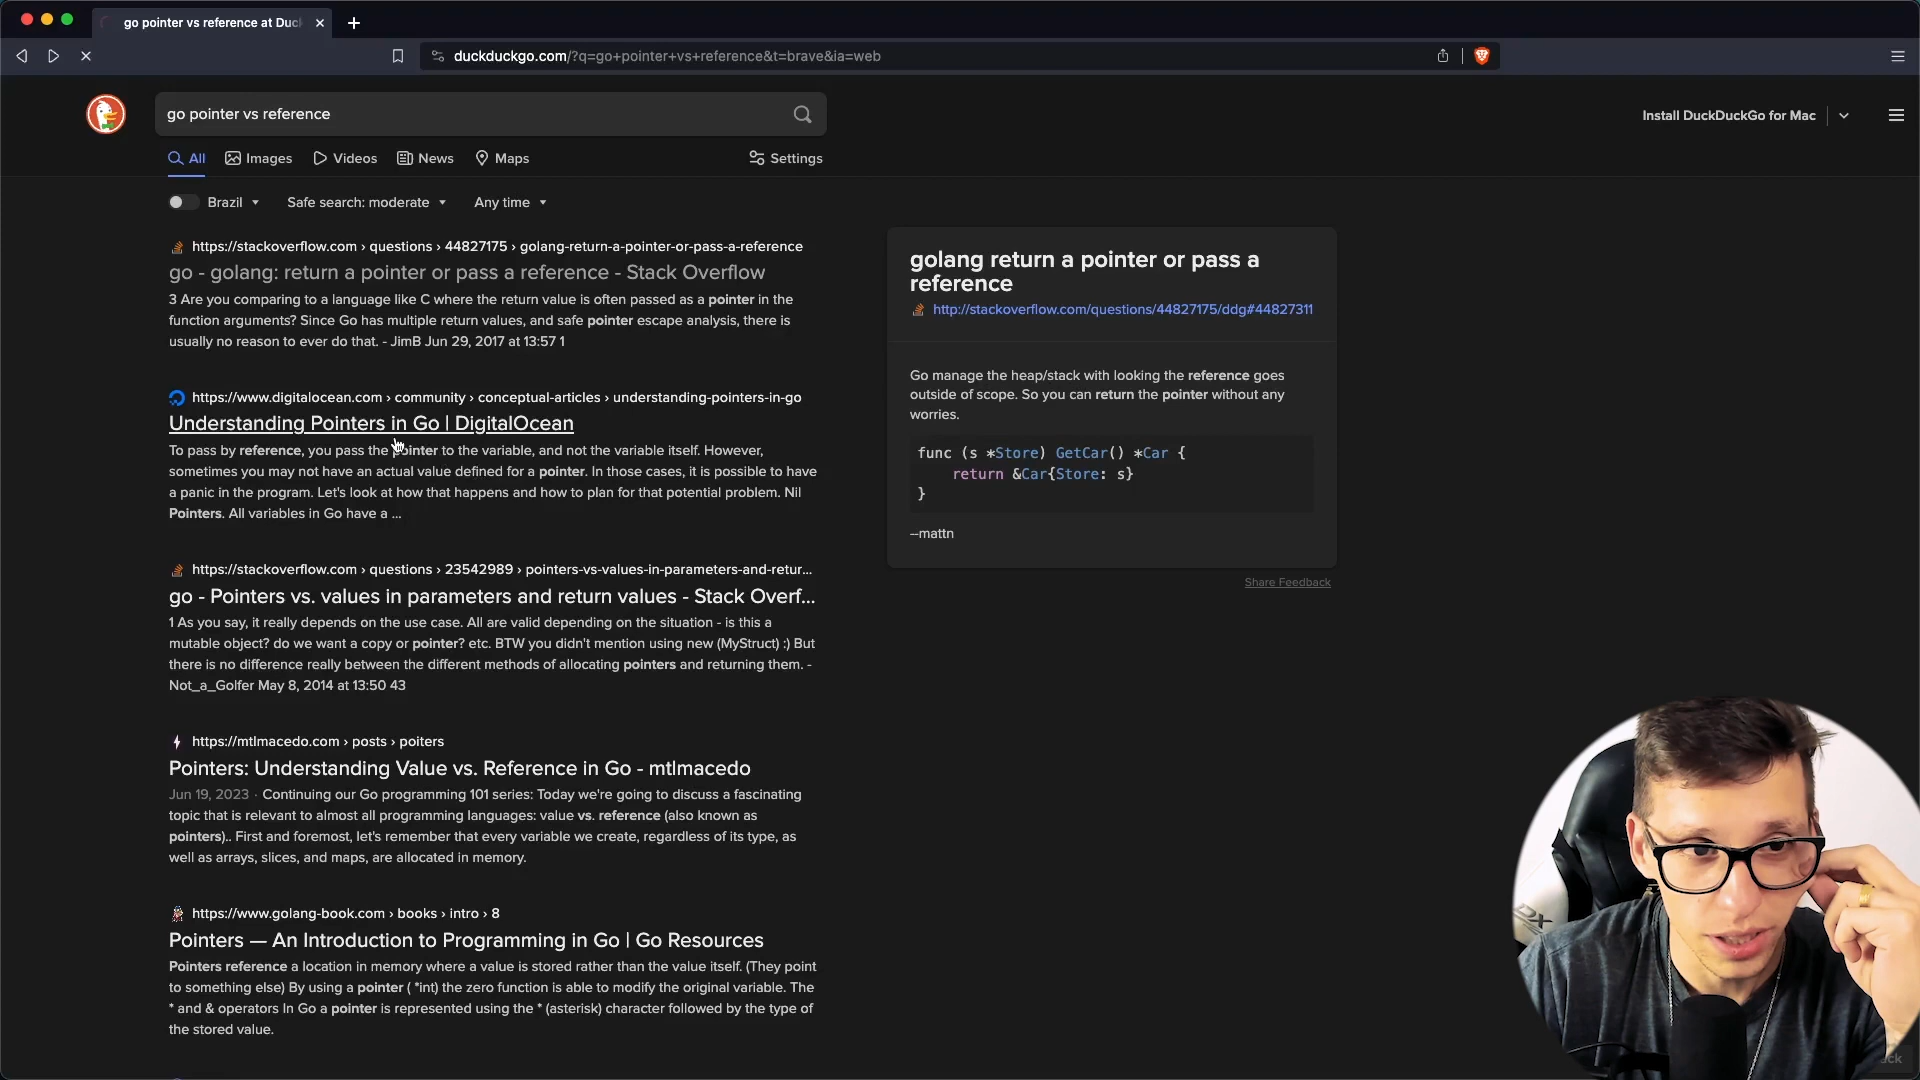 go pointer vs reference at Duc
duckduckgo.com/?q=go+pointer+vs+reference&t=brave&ia=web
go pointer vs reference
Install DuckDuckGo for Mac
All
Images
Videos
News
Maps
Settings
Brazil
Safe search: moderate
Any time
https://stackoverflow.com › questions › 44827175 › golang-return-a-pointer-or-pass-a-reference
go - golang: return a pointer or pass a reference - Stack Overflow
3 Are you comparing to a language like C where the return value is often passed as a pointer in the
function arguments? Since Go has multiple return values, and safe pointer escape analysis, there is
usually no reason to ever do that. - JimB Jun 29, 2017 at 13:57 1
https://www.digitalocean.com › community › conceptual-articles › understanding-pointers-in-go
Understanding Pointers in Go | DigitalOcean
To pass by reference, you pass the pointer to the variable, and not the variable itself. However,
sometimes you may not have an actual value defined for a pointer. In those cases, it is possible to have
a panic in the program. Let's look at how that happens and how to plan for that potential problem. Nil
Pointers. All variables in Go have a ...
https://stackoverflow.com › questions › 23542989 › pointers-vs-values-in-parameters-and-retur...
go - Pointers vs. values in parameters and return values - Stack Overf...
1 As you say, it really depends on the use case. All are valid depending on the situation - is this a
mutable object? do we want a copy or pointer? etc. BTW you didn't mention using new (MyStruct) :) But
there is no difference really between the different methods of allocating pointers and returning them. -
Not_a_Golfer May 8, 2014 at 13:50 43
https://mtlmacedo.com › posts › poiters
Pointers: Understanding Value vs. Reference in Go - mtlmacedo
Jun 19, 2023 · Continuing our Go programming 101 series: Today we're going to discuss a fascinating
topic that is relevant to almost all programming languages: value vs. reference (also known as
pointers).. First and foremost, let's remember that every variable we create, regardless of its type, as
well as arrays, slices, and maps, are allocated in memory.
https://www.golang-book.com › books › intro › 8
Pointers — An Introduction to Programming in Go | Go Resources
Pointers reference a location in memory where a value is stored rather than the value itself. (They point
to something else) By using a pointer ( *int) the zero function is able to modify the original variable. The
* and & operators In Go a pointer is represented using the * (asterisk) character followed by the type of
the stored value.
golang return a pointer or pass a
reference
http://stackoverflow.com/questions/44827175/ddg#44827311
Go manage the heap/stack with looking the reference goes
outside of scope. So you can return the pointer without any
worries.
func (s *Store) GetCar() *Car {
return &Car{Store: s}
}
--mattn
Share Feedback